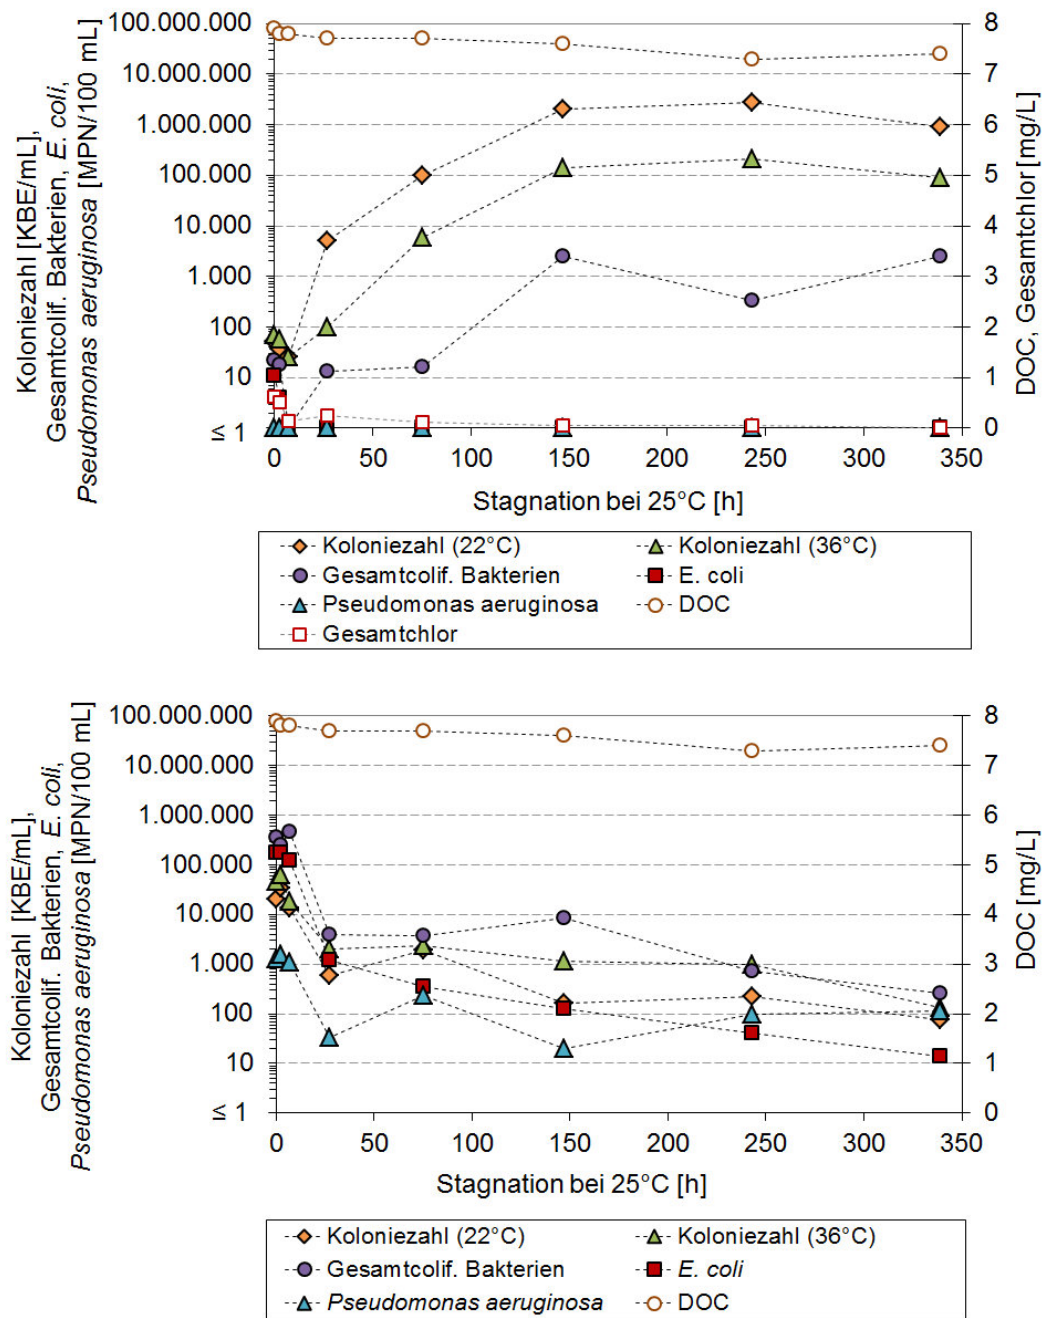 Koloniezahl [KBE/mL],
Gesamtcolif. Bakterien, E. coli,
Pseudomonas aeruginosa [MPN/100 mL]
100.000.000
10.000.000
1.000.000
100.000
10.000
1.000
100
10
≤ 1
8
7
6
5
4
3
2
1
0
DOC, Gesamtchlor [mg/L]
0 50 100 150 200 250 300 350
Stagnation bei 25°C [h]
Koloniezahl (22°C) Koloniezahl (36°C)
Gesamtcolif. Bakterien E. coli
Pseudomonas aeruginosa DOC
Gesamtchlor
Koloniezahl [KBE/mL],
Gesamtcolif. Bakterien, E. coli,
Pseudomonas aeruginosa [MPN/100 mL]
100.000.000
10.000.000
1.000.000
100.000
10.000
1.000
100
10
≤ 1
8
7
6
5
4
3
2
1
0
DOC [mg/L]
0 50 100 150 200 250 300 350
Stagnation bei 25°C [h]
Koloniezahl (22°C) Koloniezahl (36°C)
Gesamtcolif. Bakterien E. coli
Pseudomonas aeruginosa DOC